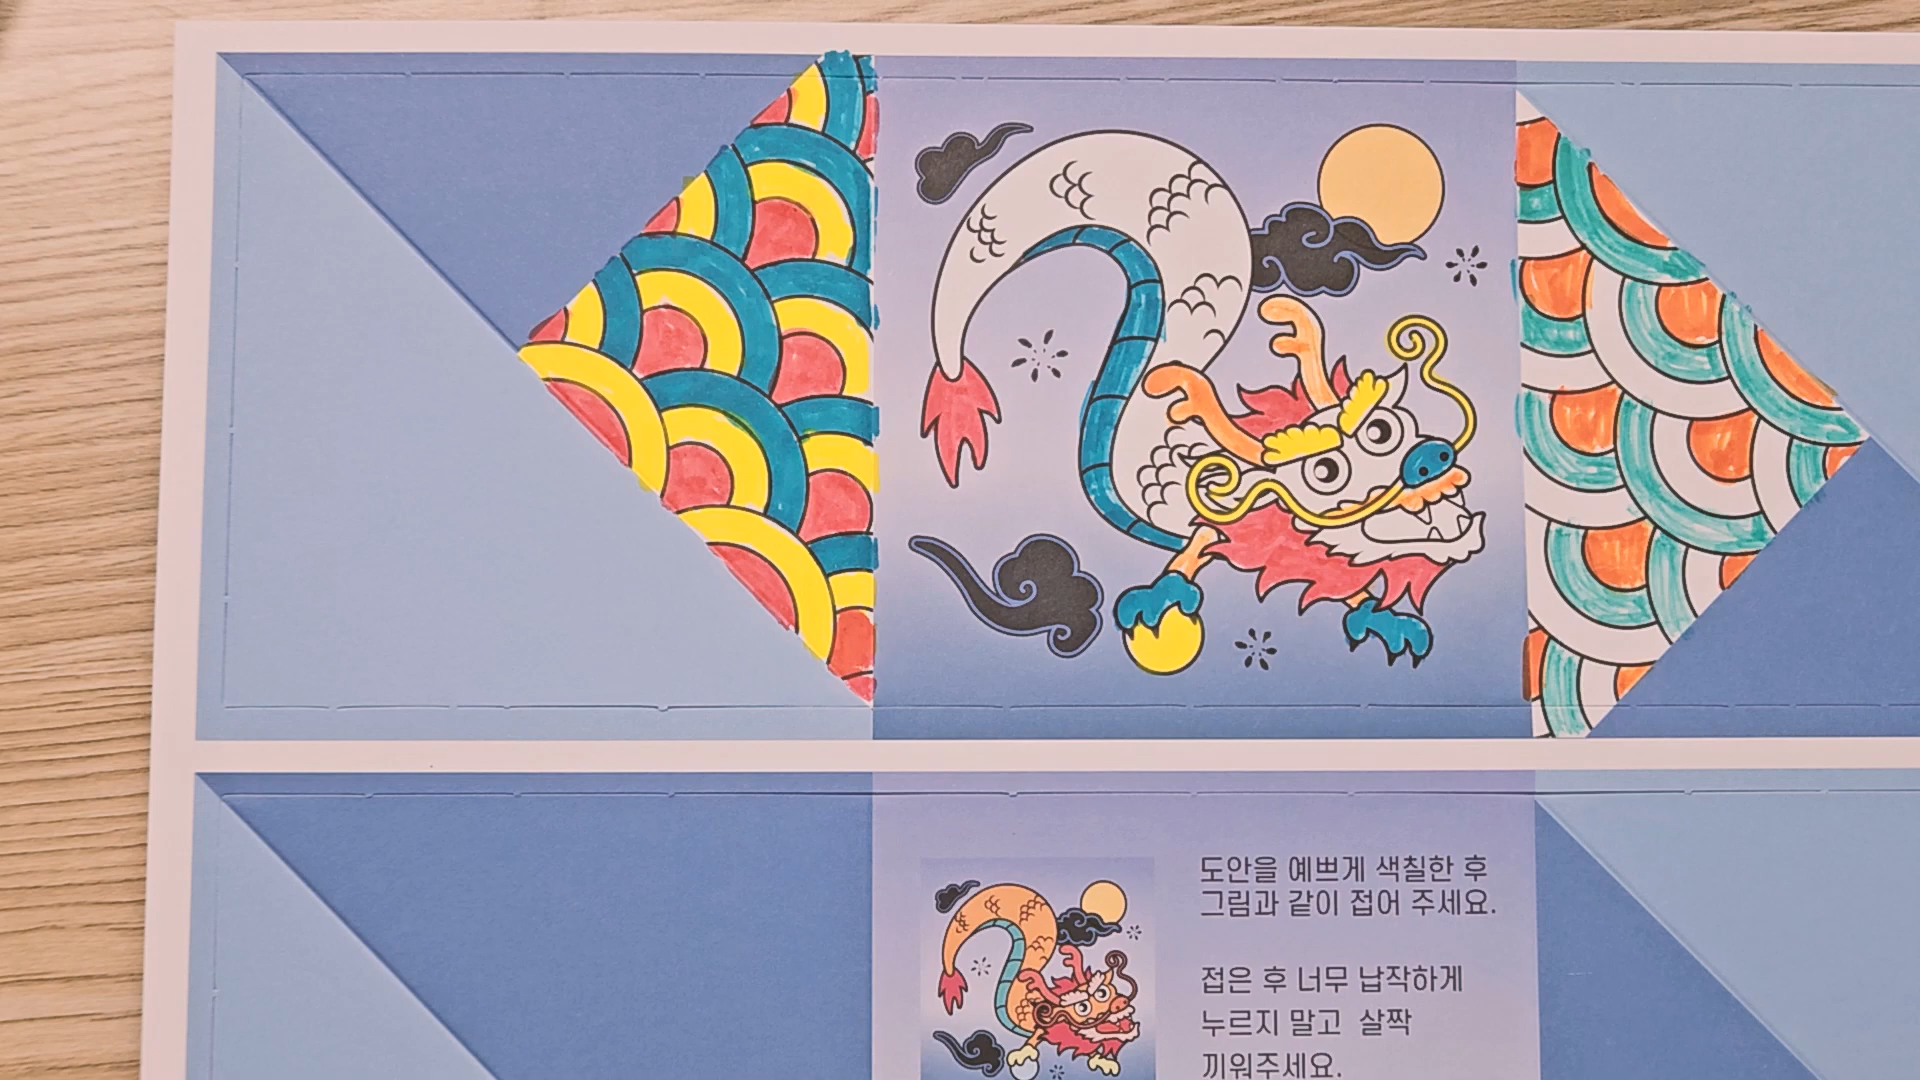 도안을 예쁘게 색칠한 후
그림과 같이 접어 주세요.
접은 후 너무 납작하게
누르지 말고 살짝
끼워주세요.